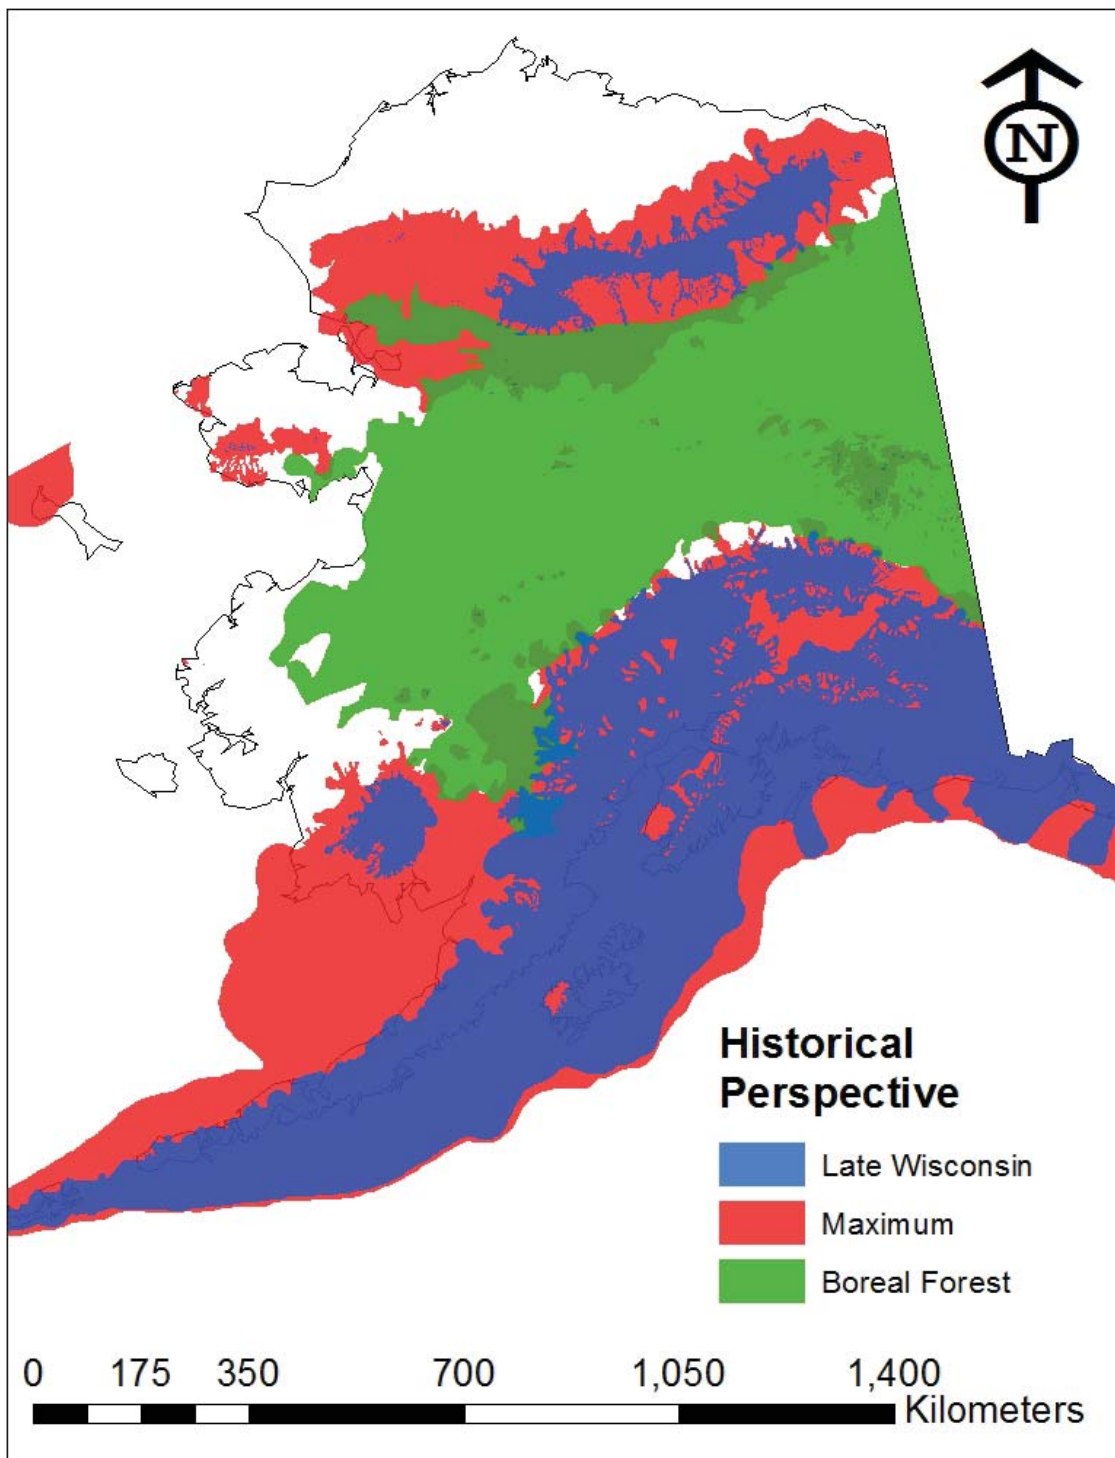 N
Historical
Perspective
Late Wisconsin
Maximum
Boreal Forest
0 175 350 700 1,050 1,400
Kilometers